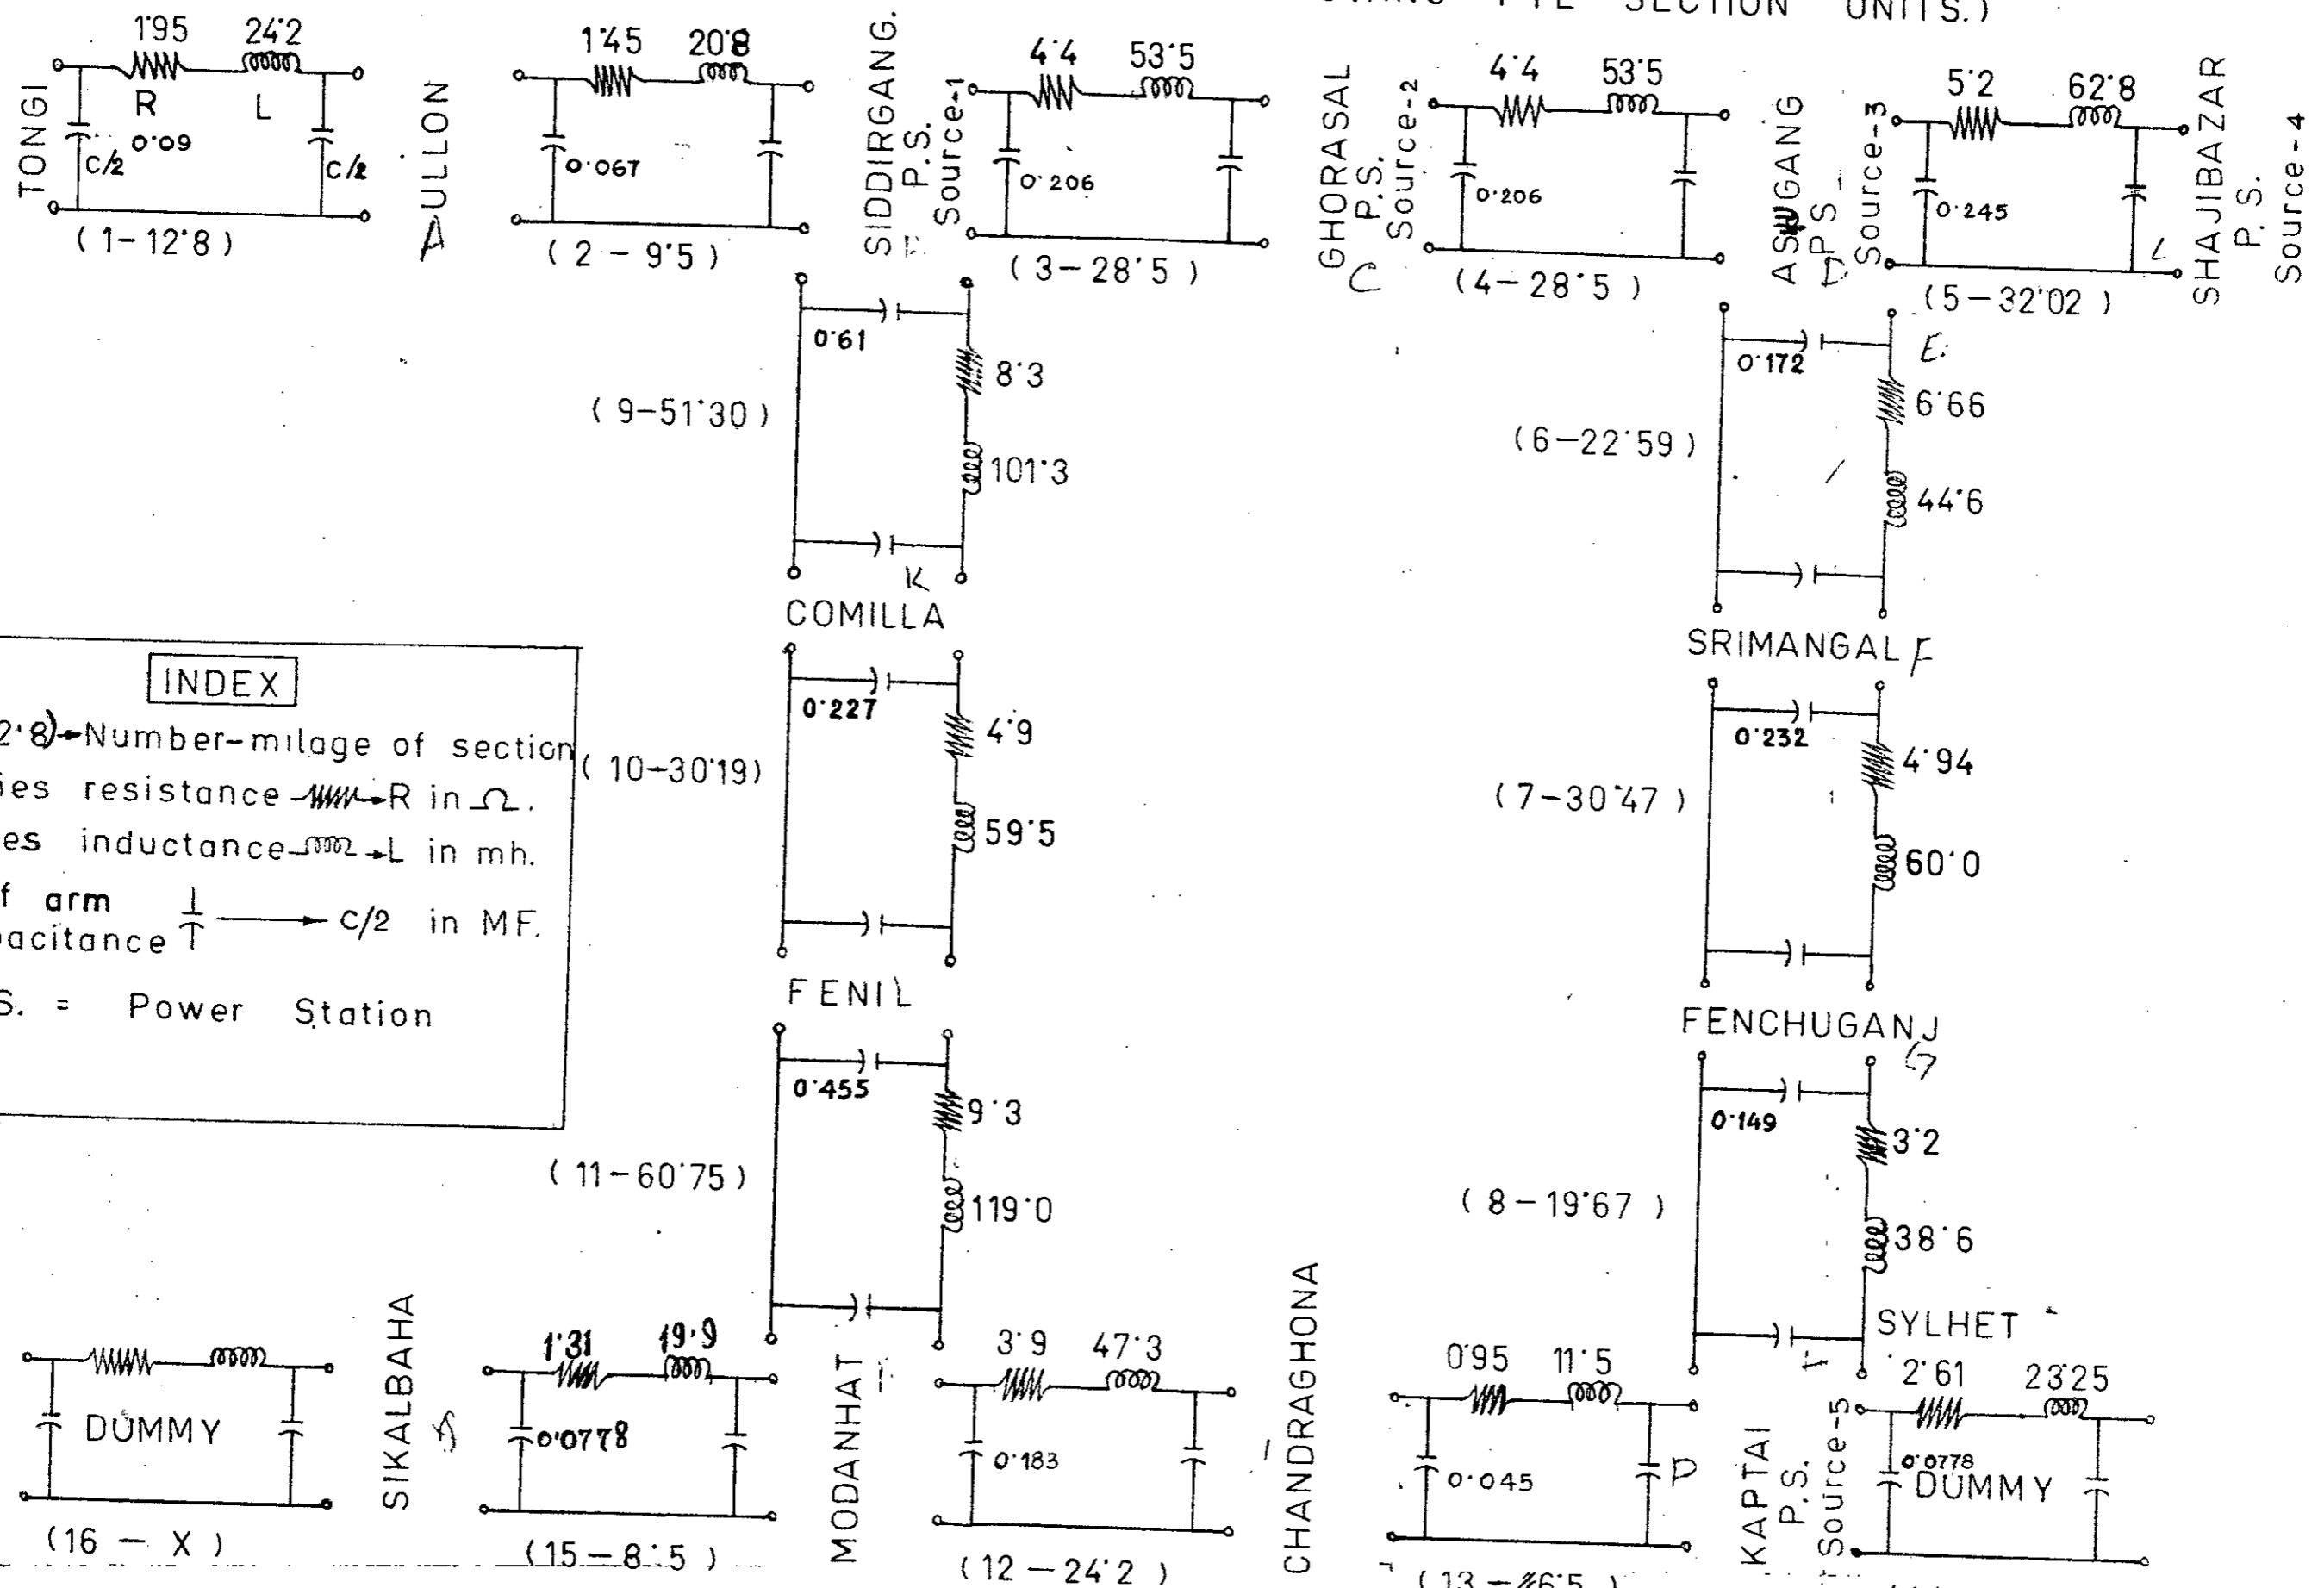 PYE SECTION UNITS.)
1·95 24·2
R L
0·09
C/2 C/2
TONGI
(1-12·8)
ULLON
A
1·45 20·8
0·067
(2-9·5)
SIDDIRGANG.
P.S.
Source-1
4·4 53·5
0·206
(3-28·5)
GHORASAL
P.S.
Source-2
C
4·4 53·5
0·206
(4-28·5)
ASUGANG
P.S
Source-3
D
5·2 62·8
0·245
(5-32·02)
SHAJIBAZAR
P.S.
Source-4
0·61
8·3
(9-51·30)
101·3
K
COMILLA
0·172
E
6·66
(6-22·59)
44·6
SRIMANGAL F
INDEX
2·8)→Number-milage of section
ies resistance →R in Ω.
es inductance →L in mh.
f arm
pacitance → C/2 in MF.
S. = Power Station
0·227
4·9
(10-30·19)
59·5
FENIL
0·232
4·94
(7-30·47)
60·0
FENCHUGANJ
G
0·455
9·3
(11-60·75)
119·0
0·149
3·2
(8-19·67)
38·6
SYLHET
DUMMY
(16-X)
SIKALBAHA
1·31 19·9
0·0778
(15-8·5)
MODANHAT
3·9 47·3
0·183
(12-24·2)
CHANDRAGHONA
0·95 11·5
0·045
P
KAPTAI
P.S.
Source-5
2·61 23·25
0·0778
DUMMY